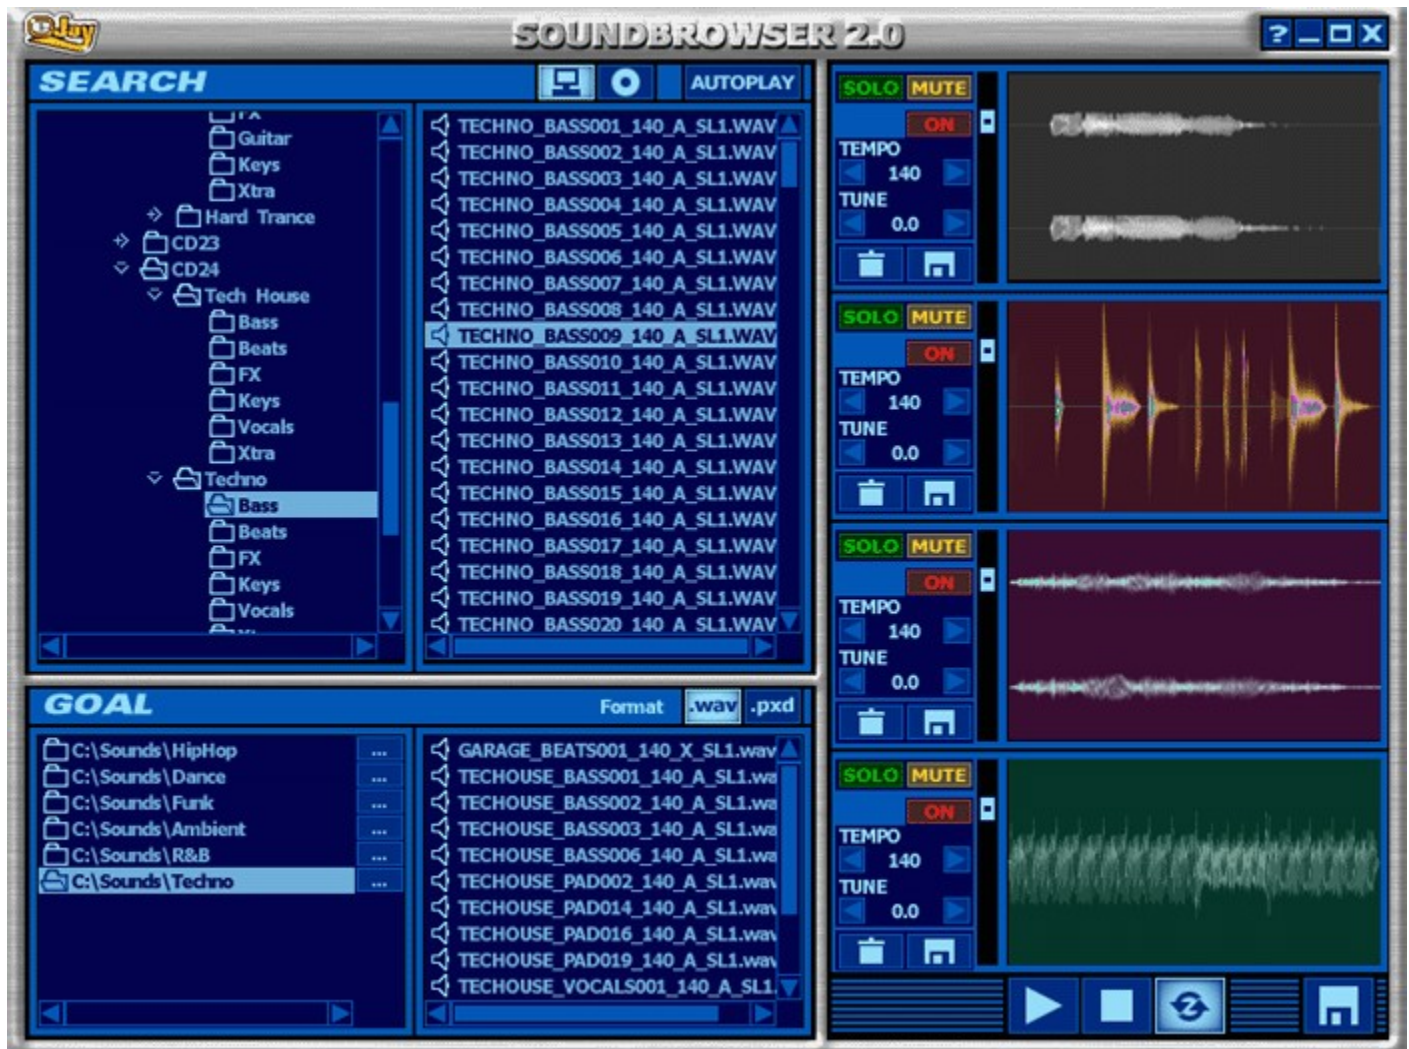 eJay
SOUNDBROWSER 2.0
?
X
SEARCH
AUTOPLAY
FX
Guitar
Keys
Xtra
Hard Trance
CD23
CD24
Tech House
Bass
Beats
FX
Keys
Vocals
Xtra
Techno
Bass
Beats
FX
Keys
Vocals
TECHNO_BASS001_140_A_SL1.WAV
TECHNO_BASS002_140_A_SL1.WAV
TECHNO_BASS003_140_A_SL1.WAV
TECHNO_BASS004_140_A_SL1.WAV
TECHNO_BASS005_140_A_SL1.WAV
TECHNO_BASS006_140_A_SL1.WAV
TECHNO_BASS007_140_A_SL1.WAV
TECHNO_BASS008_140_A_SL1.WAV
TECHNO_BASS009_140_A_SL1.WAV
TECHNO_BASS010_140_A_SL1.WAV
TECHNO_BASS011_140_A_SL1.WAV
TECHNO_BASS012_140_A_SL1.WAV
TECHNO_BASS013_140_A_SL1.WAV
TECHNO_BASS014_140_A_SL1.WAV
TECHNO_BASS015_140_A_SL1.WAV
TECHNO_BASS016_140_A_SL1.WAV
TECHNO_BASS017_140_A_SL1.WAV
TECHNO_BASS018_140_A_SL1.WAV
TECHNO_BASS019_140_A_SL1.WAV
TECHNO_BASS020_140_A_SL1.WAV
GOAL
Format .wav .pxd
C:\Sounds\HipHop ...
C:\Sounds\Dance ...
C:\Sounds\Funk ...
C:\Sounds\Ambient ...
C:\Sounds\R&B ...
C:\Sounds\Techno ...
GARAGE_BEATS001_140_X_SL1.wav
TECHOUSE_BASS001_140_A_SL1.wa
TECHOUSE_BASS002_140_A_SL1.wa
TECHOUSE_BASS003_140_A_SL1.wa
TECHOUSE_BASS006_140_A_SL1.wa
TECHOUSE_PAD002_140_A_SL1.wav
TECHOUSE_PAD014_140_A_SL1.wav
TECHOUSE_PAD016_140_A_SL1.wav
TECHOUSE_PAD019_140_A_SL1.wav
TECHOUSE_VOCALS001_140_A_SL1.
SOLO MUTE
ON
TEMPO
140
TUNE
0.0
SOLO MUTE
ON
TEMPO
140
TUNE
0.0
SOLO MUTE
ON
TEMPO
140
TUNE
0.0
SOLO MUTE
ON
TEMPO
140
TUNE
0.0